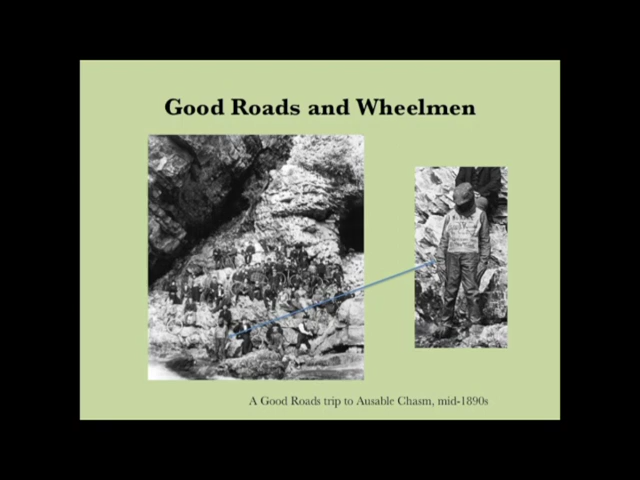 Good Roads and Wheelmen
A Good Roads trip to Ausable Chasm, mid-1890s